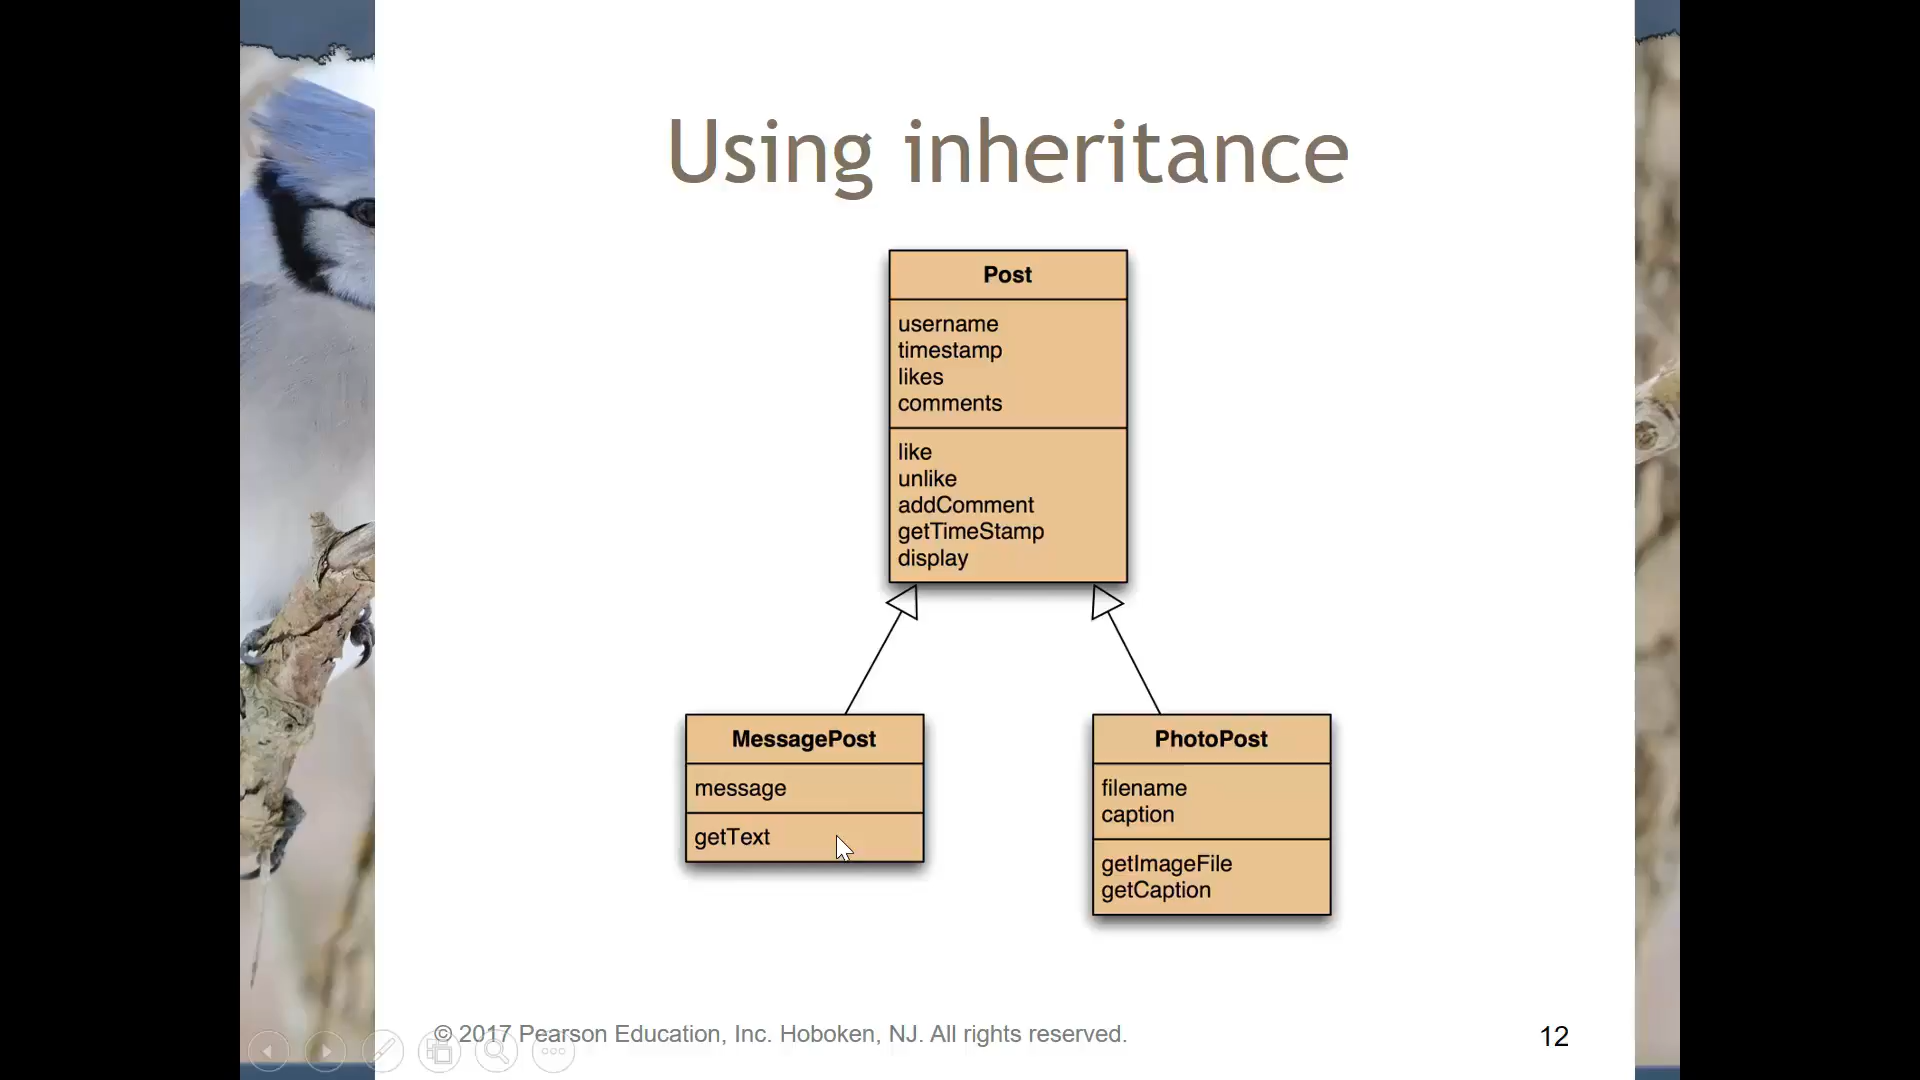 Using inheritance
Post
username
timestamp
likes
comments
like
unlike
addComment
getTimeStamp
display
MessagePost
message
getText
PhotoPost
filename
caption
getImageFile
getCaption
© 2017 Pearson Education, Inc. Hoboken, NJ. All rights reserved.
12